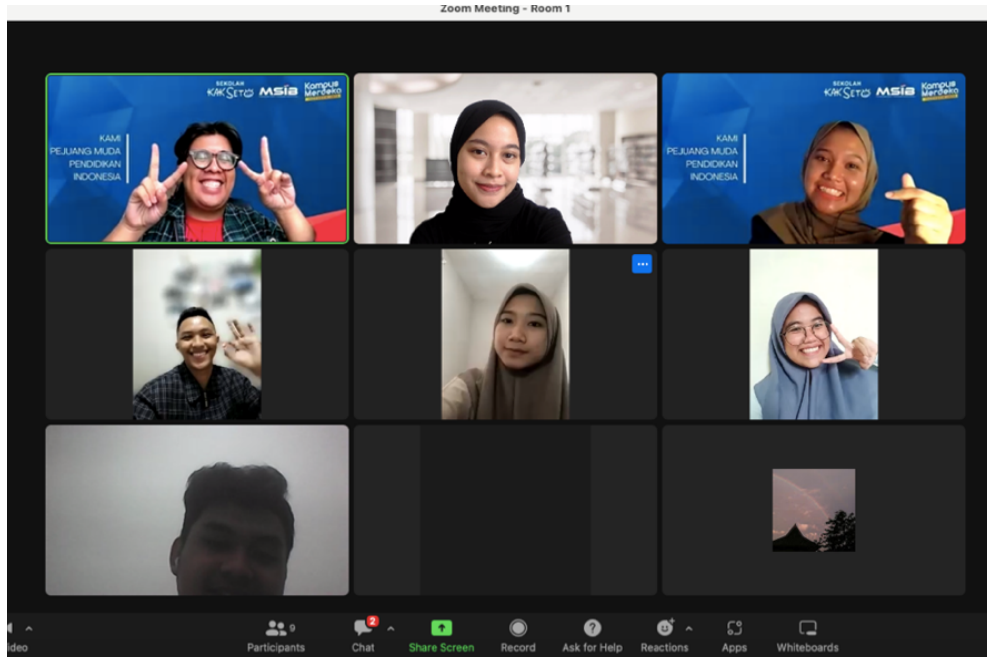 Zoom Meeting - Room 1
SEKOLAH
KAK SETO MSIB Kampus Merdeka
KAMI
PEJUANG MUDA
PENDIDIKAN
INDONESIA
SEKOLAH
KAK SETO MSIB Kampus Merdeka
KAMI
PEJUANG MUDA
PENDIDIKAN
INDONESIA
9
2
ideo
Participants
Chat
Share Screen
Record
Ask for Help
Reactions
Apps
Whiteboards